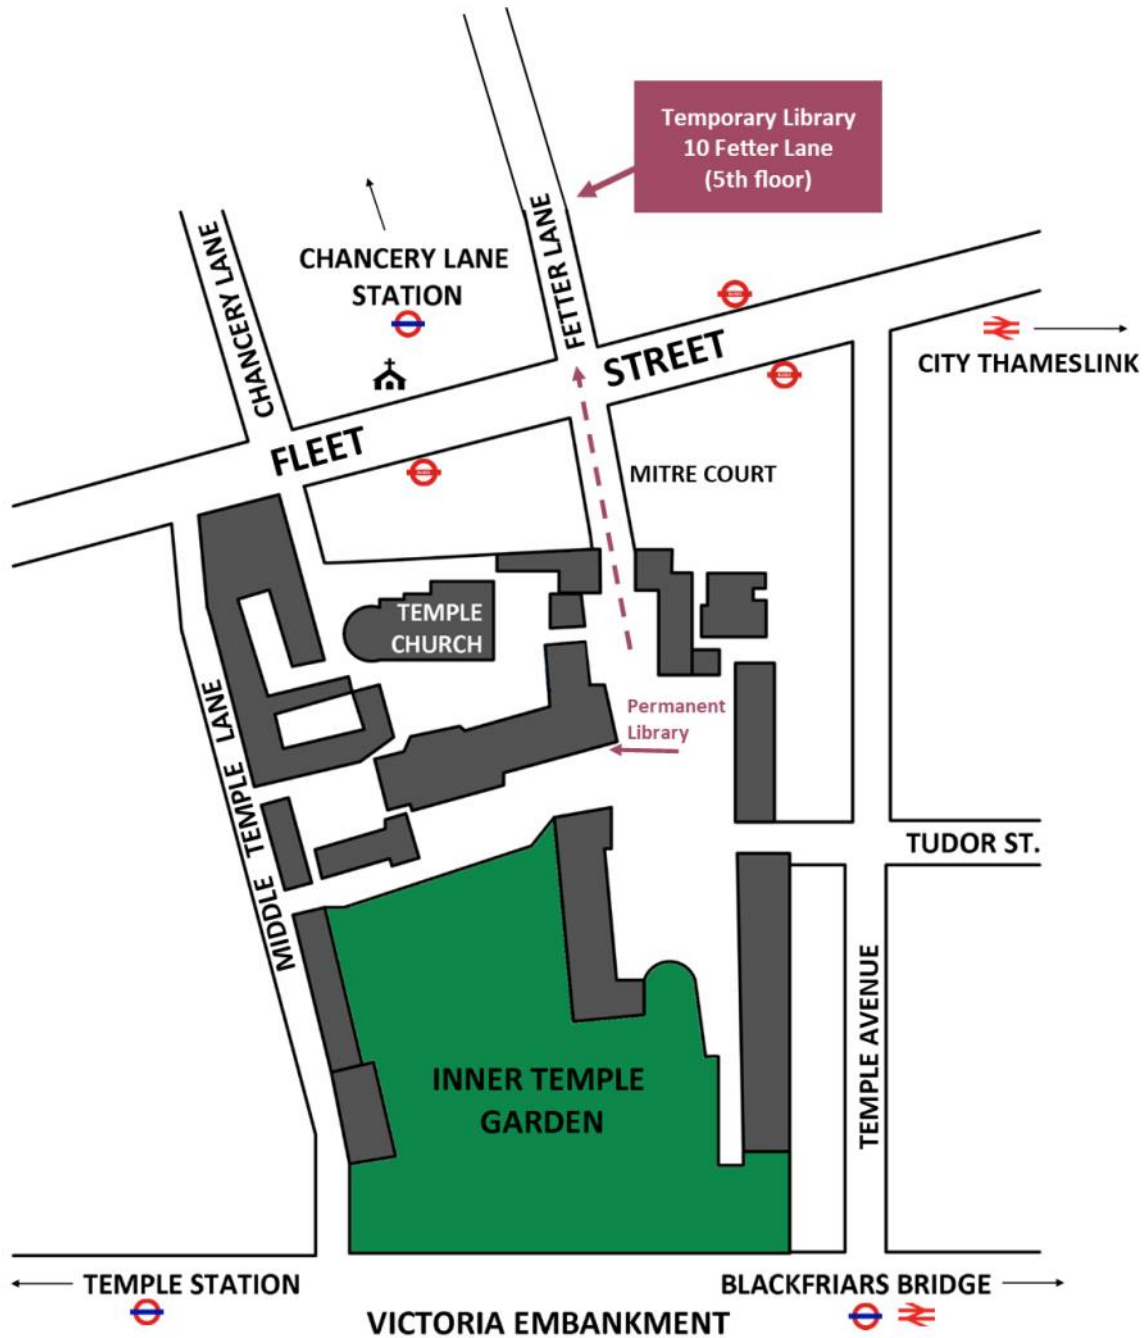 Temporary Library
10 Fetter Lane
(5th floor)
CHANCERY LANE
FETTER LANE
CHANCERY LANE
STATION
STREET
CITY THAMESLINK
FLEET
MITRE COURT
TEMPLE
CHURCH
Permanent
Library
MIDDLE TEMPLE LANE
TUDOR ST.
TEMPLE AVENUE
INNER TEMPLE
GARDEN
TEMPLE STATION
BLACKFRIARS BRIDGE
VICTORIA EMBANKMENT